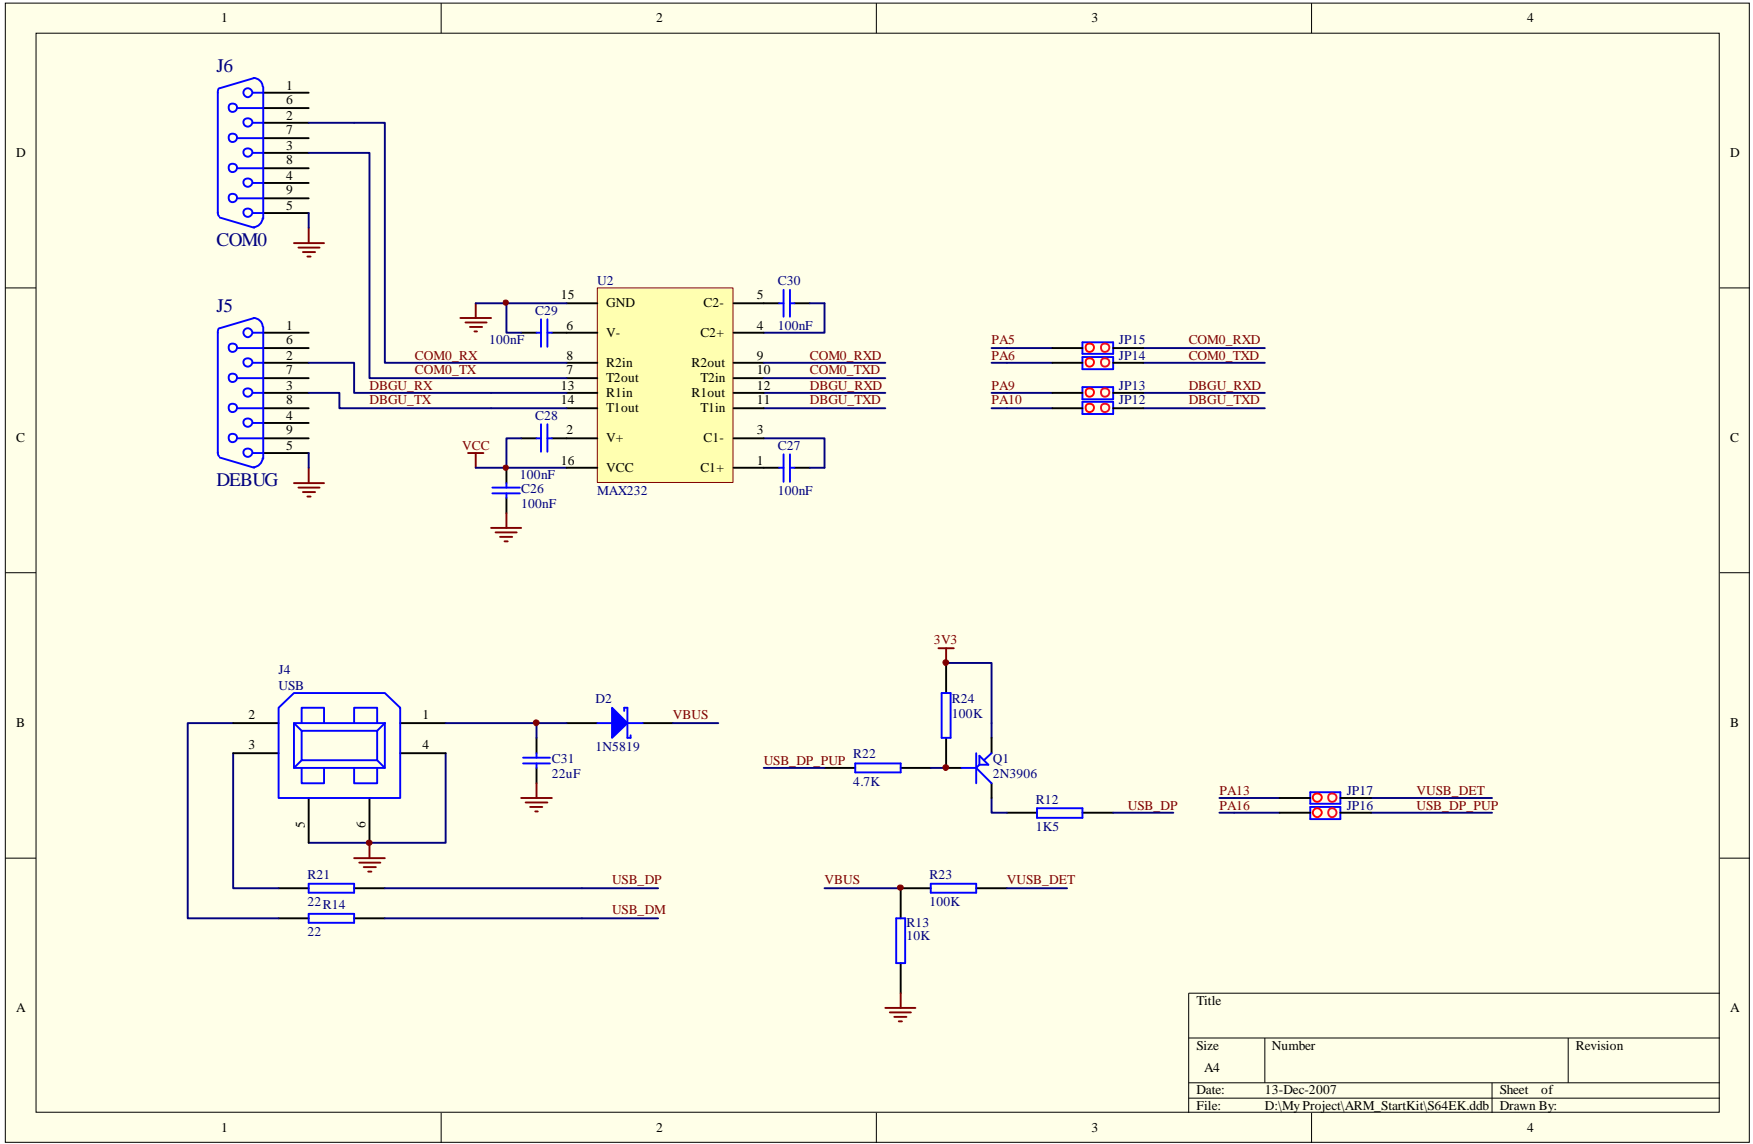 1 2 3 4
D D
C C
B B
A A
1 2 3 4
J6
1
6
2
7
3
8
4
9
5
COM0
J5
1
6
2
7
3
8
4
9
5
DEBUG
COM0_RX
COM0_TX
DBGU_RX
DBGU_TX
U2
15 GND
6 V-
8 R2in
7 T2out
13 R1in
14 T1out
2 V+
16 VCC
C2- 5
C2+ 4
R2out 9
T2in 10
R1out 12
T1in 11
C1- 3
C1+ 1
MAX232
C29
100nF
C28
100nF
VCC
C26
100nF
C30
100nF
C27
100nF
COM0_RXD
COM0_TXD
DBGU_RXD
DBGU_TXD
PA5 JP15 COM0_RXD
PA6 JP14 COM0_TXD
PA9 JP13 DBGU_RXD
PA10 JP12 DBGU_TXD
J4
USB
2 1
3 4
5 6
D2
1N5819
VBUS
C31
22uF
R21
22
USB_DP
R14
22
USB_DM
3V3
R24
100K
USB_DP_PUP
R22
4.7K
Q1
2N3906
R12
1K5
USB_DP
PA13 JP17 VUSB_DET
PA16 JP16 USB_DP_PUP
VBUS
R23
100K
VUSB_DET
R13
10K
Title
Size Number Revision
A4
Date: 13-Dec-2007 Sheet of
File: D:\My Project\ARM_StartKit\S64EK.ddb Drawn By: